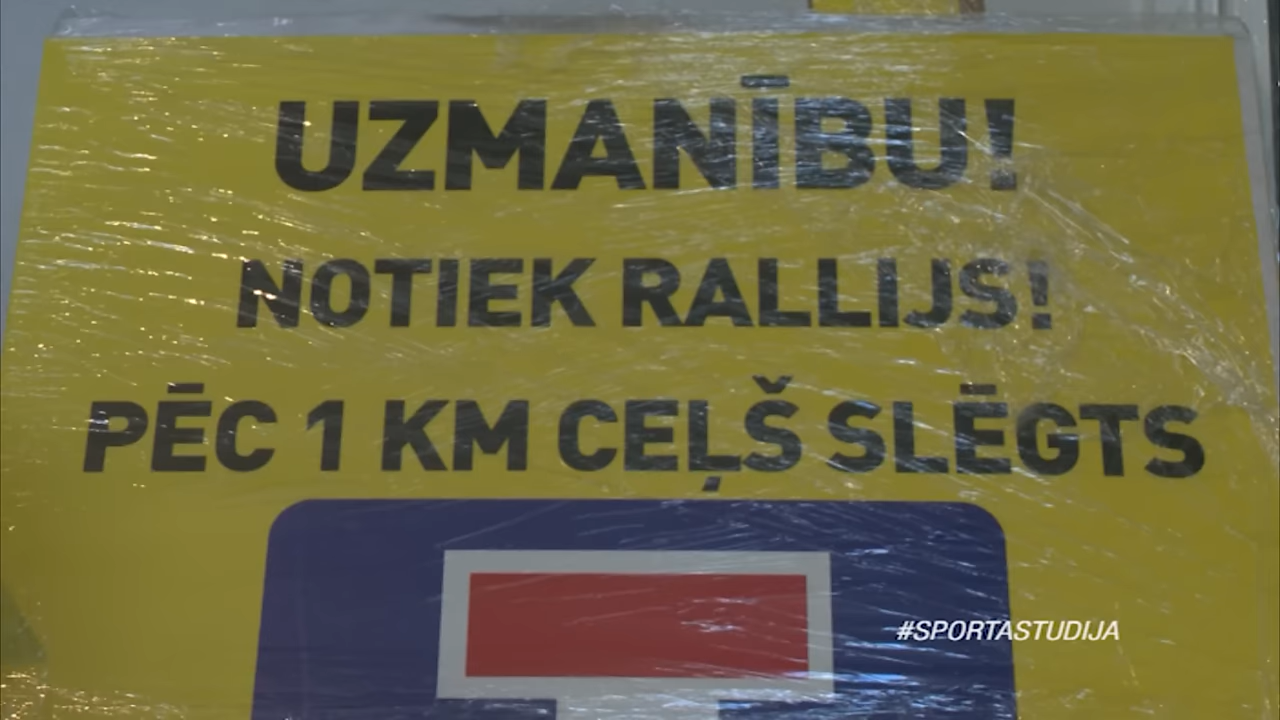 UZMANĪBU!
NOTIEK RALLIJS!
PĒC 1 KM CEĻŠ SLĒGTS
#SPORTASTUDIJA